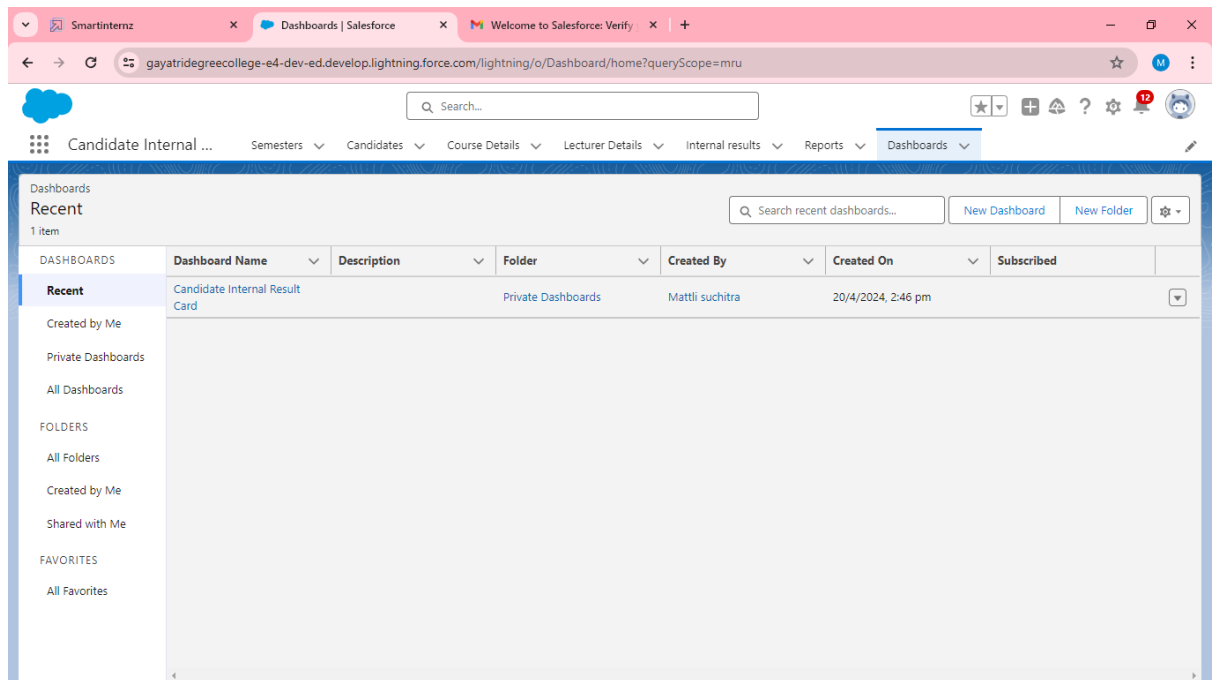 Smartinternz
Dashboards | Salesforce
Welcome to Salesforce: Verify
gayatridegreecollege-e4-dev-ed.develop.lightning.force.com/lightning/o/Dashboard/home?queryScope=mru
M
Search...
12
Candidate Internal ...
Semesters
Candidates
Course Details
Lecturer Details
Internal results
Reports
Dashboards
Dashboards
Recent
1 item
Search recent dashboards...
New Dashboard
New Folder
DASHBOARDS
Recent
Created by Me
Private Dashboards
All Dashboards
FOLDERS
All Folders
Created by Me
Shared with Me
FAVORITES
All Favorites
Dashboard Name
Description
Folder
Created By
Created On
Subscribed
Candidate Internal Result
Card
Private Dashboards
Mattli suchitra
20/4/2024, 2:46 pm